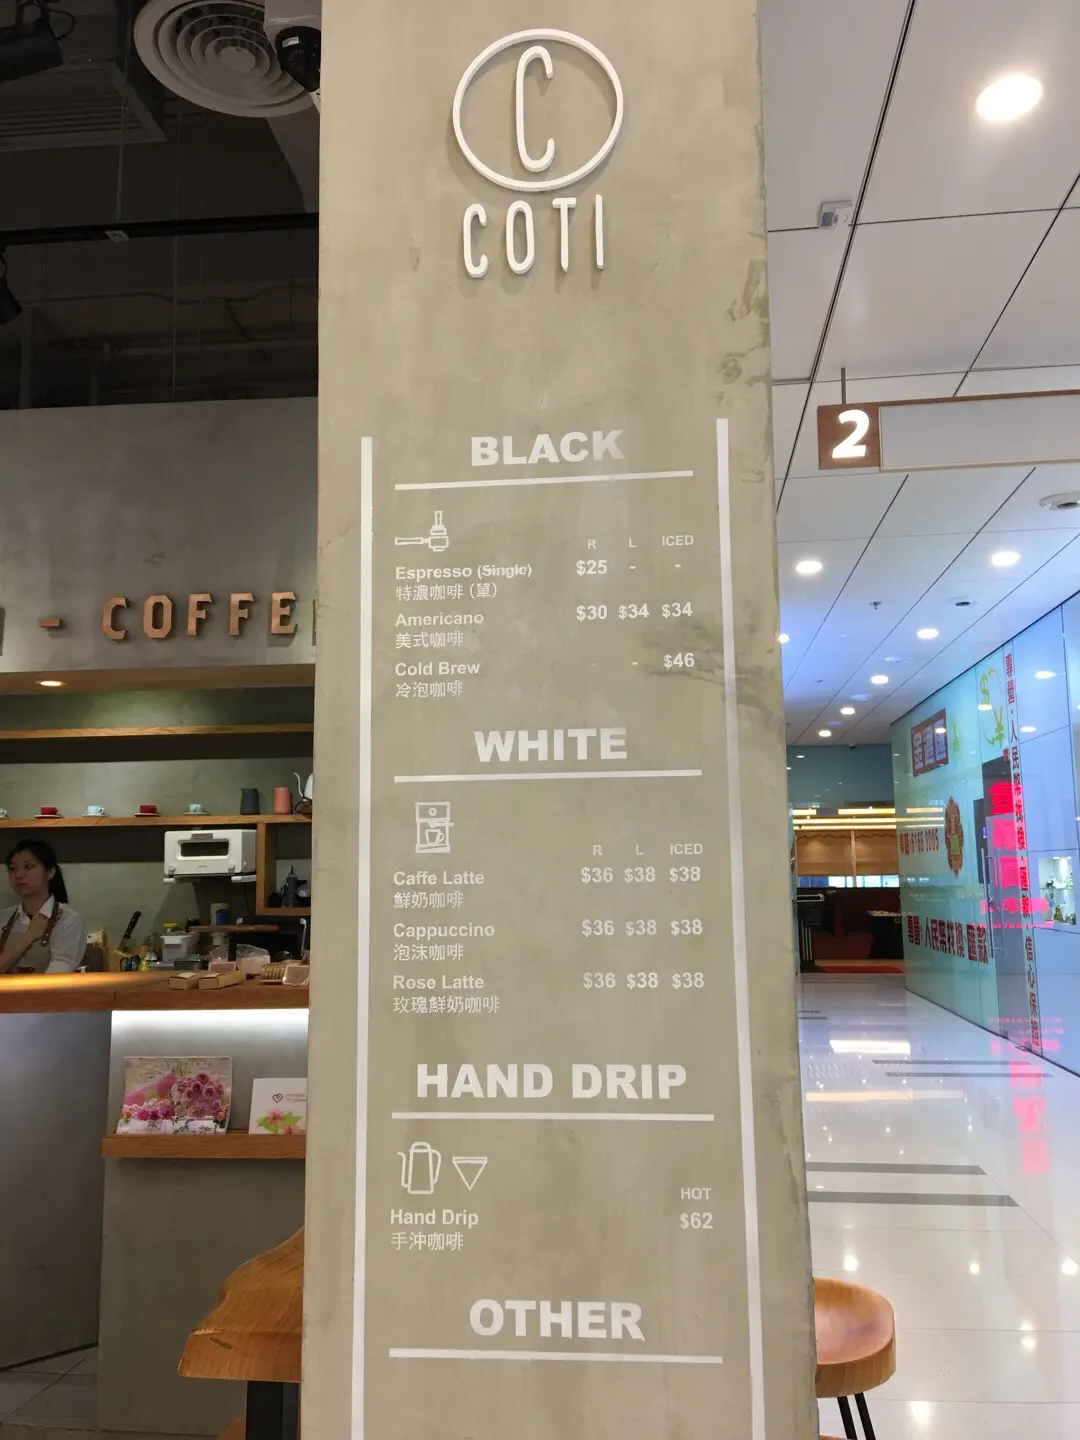 C
COTI
BLACK
R L ICED
Espresso (Single) $25 - -
特濃咖啡 (單)
Americano $30 $34 $34
美式咖啡
Cold Brew - - $46
冷泡咖啡
WHITE
R L ICED
Caffe Latte $36 $38 $38
鮮奶咖啡
Cappuccino $36 $38 $38
泡沫咖啡
Rose Latte $36 $38 $38
玫瑰鮮奶咖啡
HAND DRIP
HOT
Hand Drip $62
手沖咖啡
OTHER
- COFFE
2